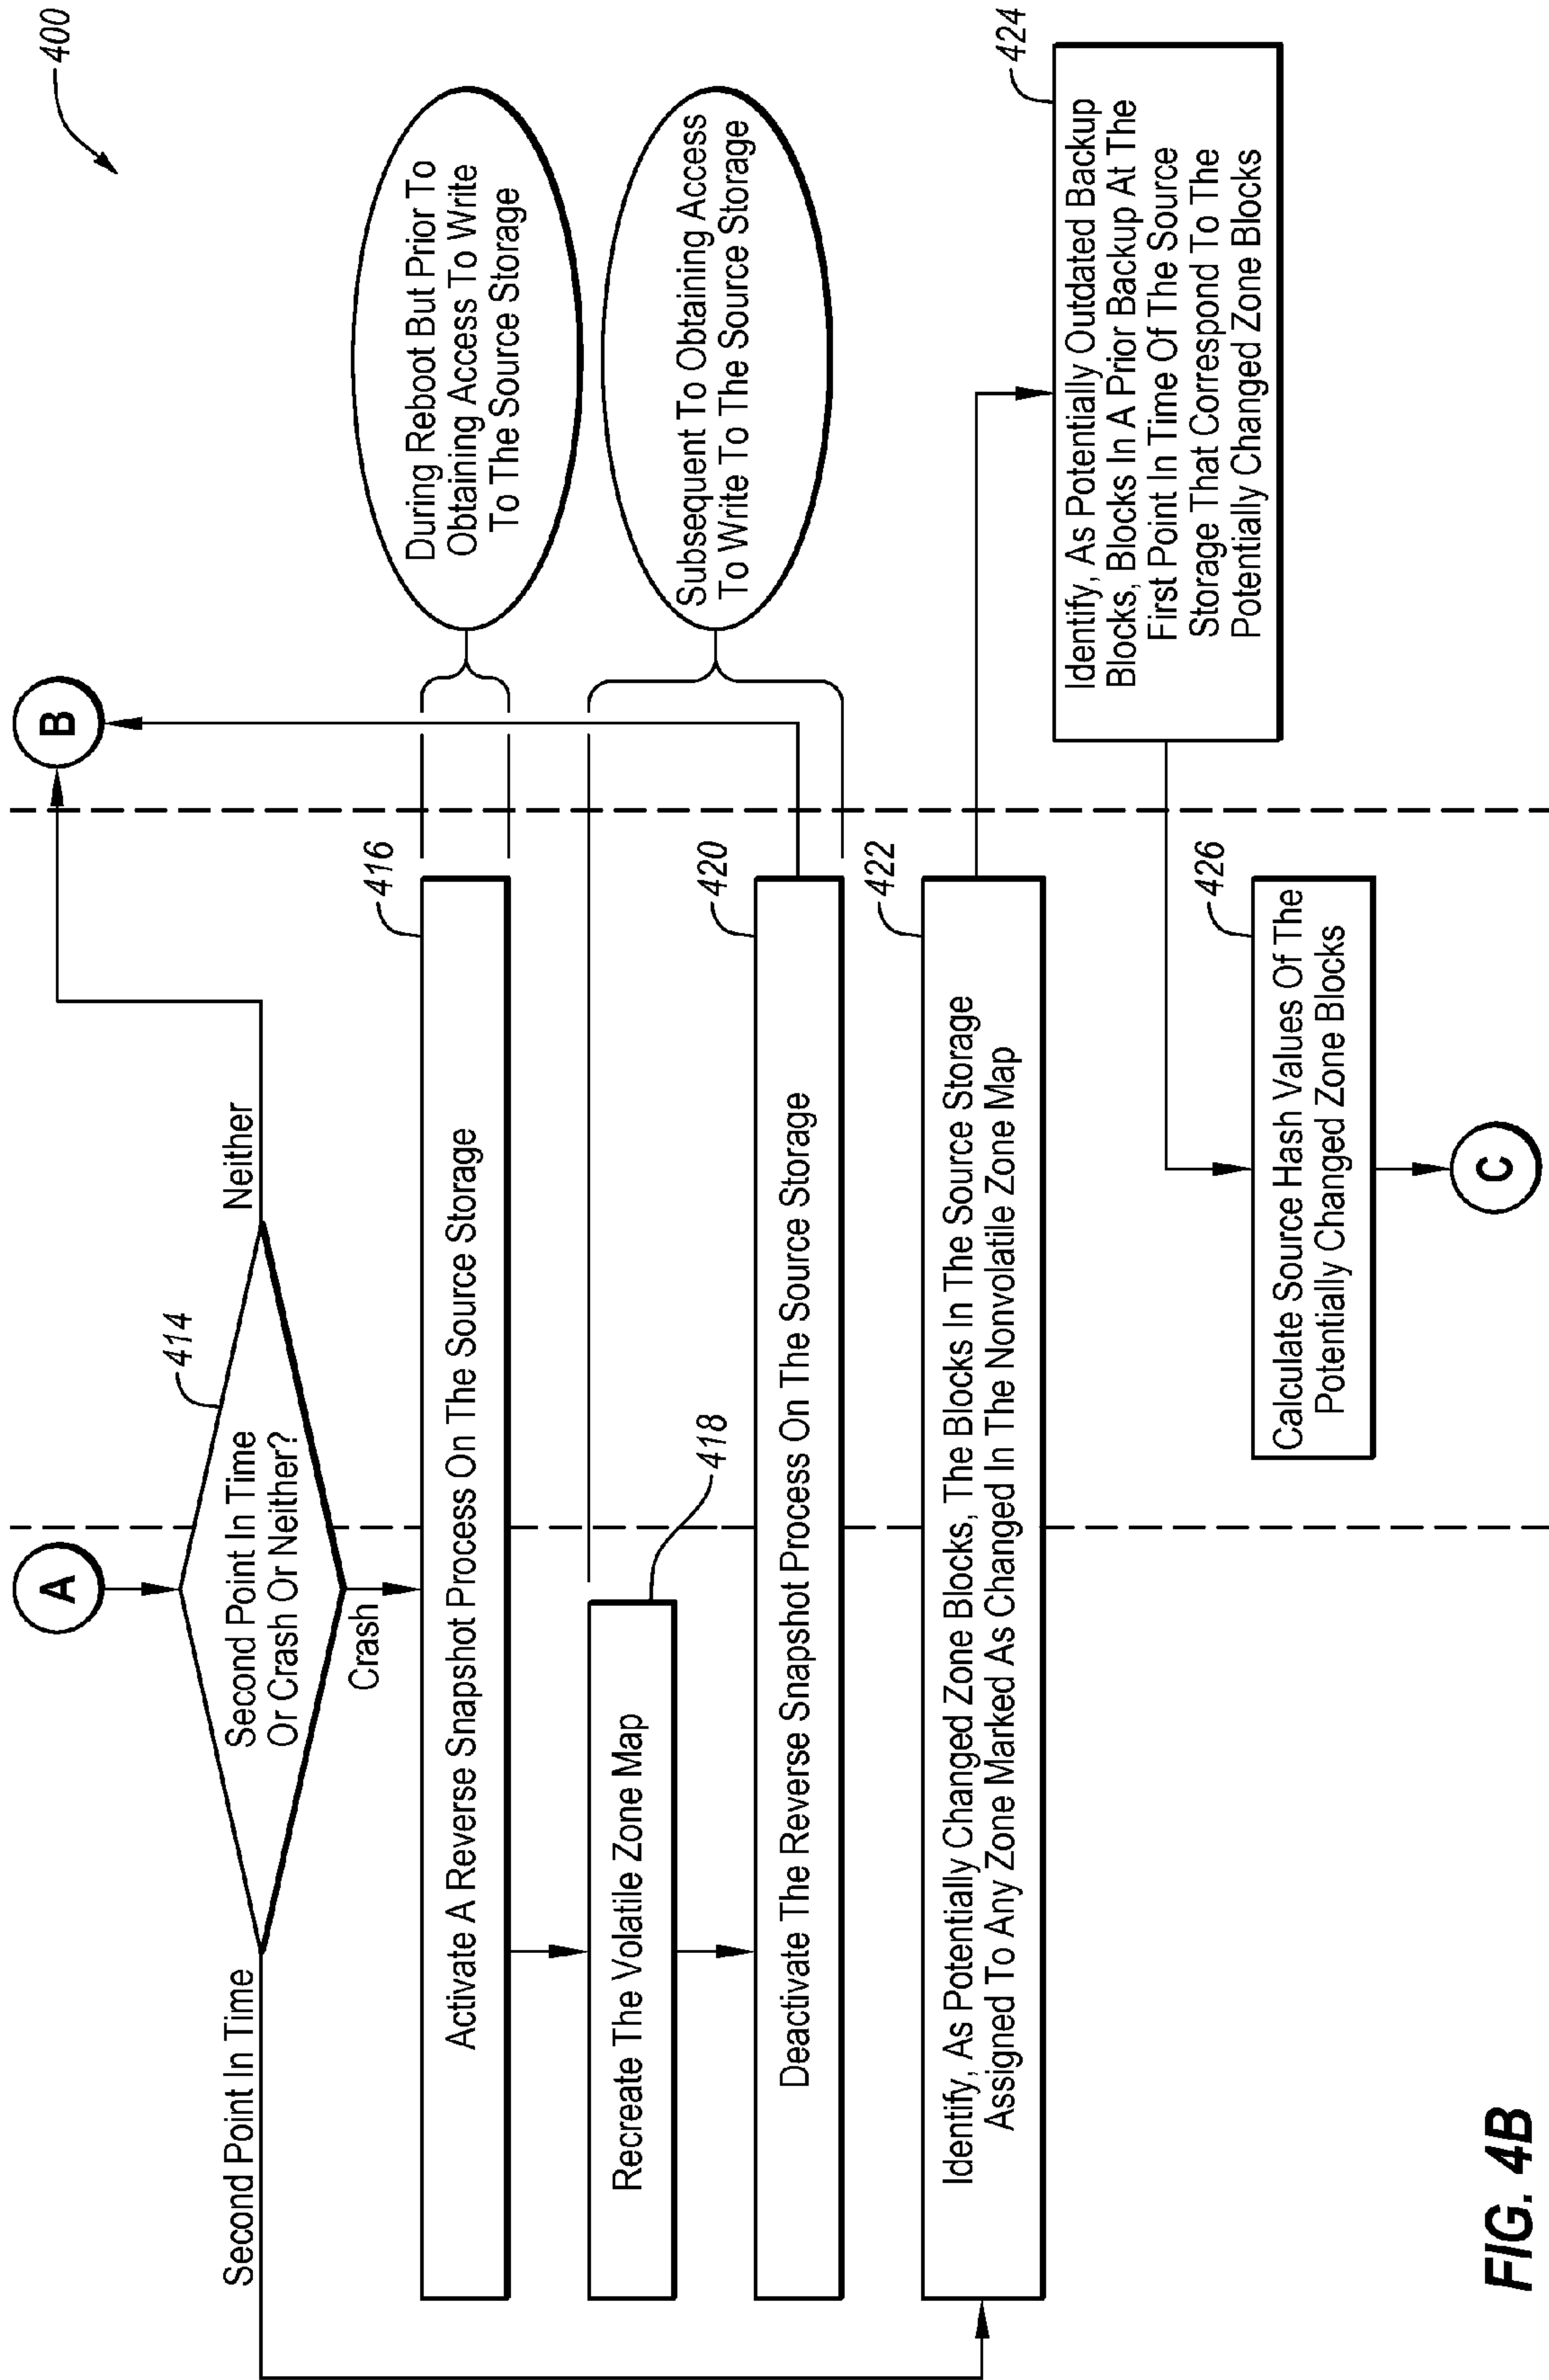 400
A
B
414
Second Point In Time
Or Crash Or Neither?
Second Point In Time
Neither
Crash
416
Activate A Reverse Snapshot Process On The Source Storage
During Reboot But Prior To
Obtaining Access To Write
To The Source Storage
418
Recreate The Volatile Zone Map
Subsequent To Obtaining Access
To Write To The Source Storage
420
Deactivate The Reverse Snapshot Process On The Source Storage
422
Identify, As Potentially Changed Zone Blocks, The Blocks In The Source Storage
Assigned To Any Zone Marked As Changed In The Nonvolatile Zone Map
424
Identify, As Potentially Outdated Backup
Blocks, Blocks In A Prior Backup At The
First Point In Time Of The Source
Storage That Correspond To The
Potentially Changed Zone Blocks
426
Calculate Source Hash Values Of The
Potentially Changed Zone Blocks
C
FIG. 4B